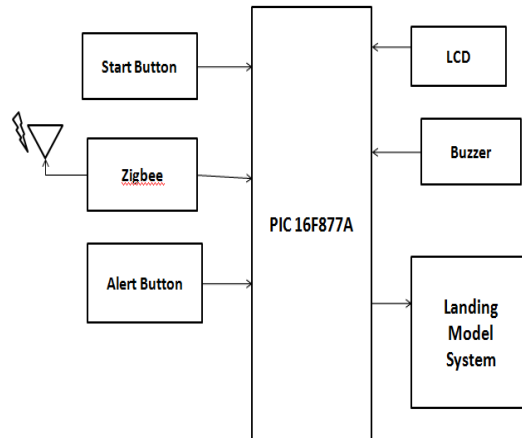 Start Button
LCD
Zigbee
Buzzer
PIC 16F877A
Alert Button
Landing
Model
System